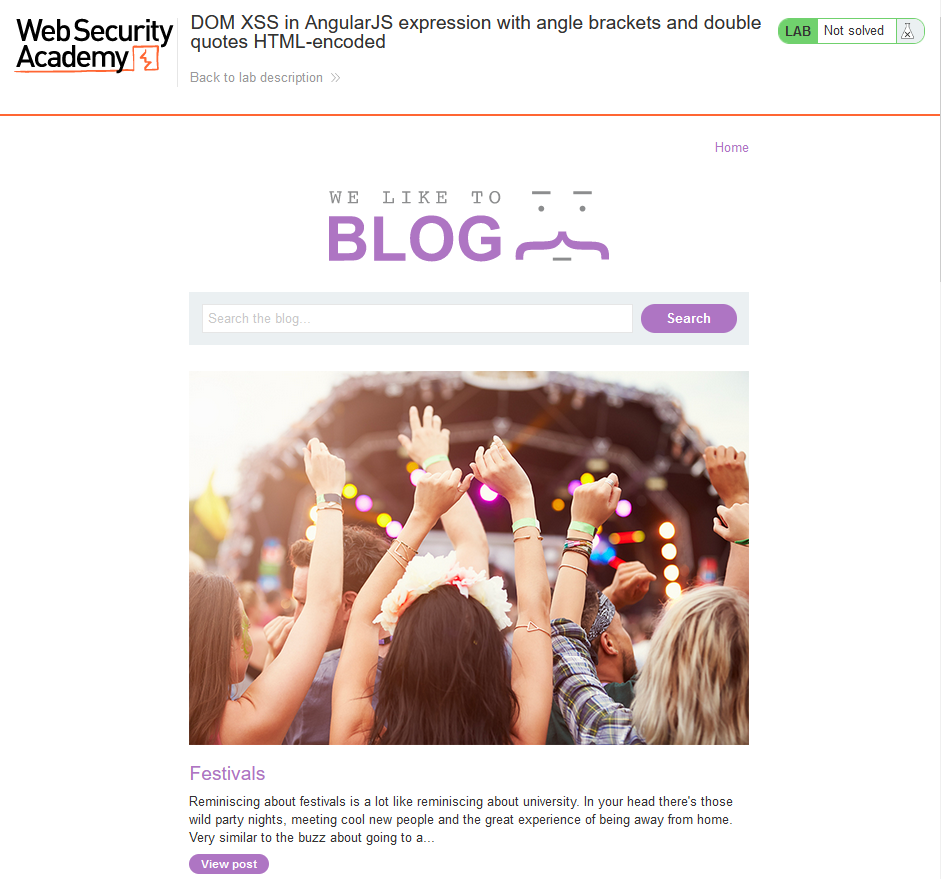 Web Security
Academy
DOM XSS in AngularJS expression with angle brackets and double
quotes HTML-encoded
Back to lab description
LAB Not solved
Home
WE LIKE TO
BLOG
Search the blog...
Search
Festivals
Reminiscing about festivals is a lot like reminiscing about university. In your head there's those
wild party nights, meeting cool new people and the great experience of being away from home.
Very similar to the buzz about going to a...
View post